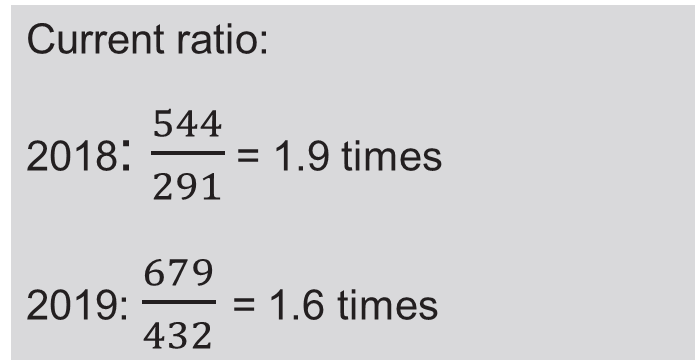 Current ratio:
2018: 544/291 = 1.9 times
2019: 679/432 = 1.6 times